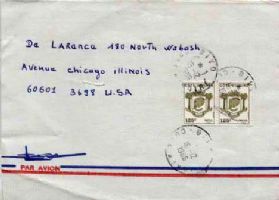 De LaRanca 180 North Wabash
Avenue chicago illinois
60601 3698 U.S.A
PAR AVION